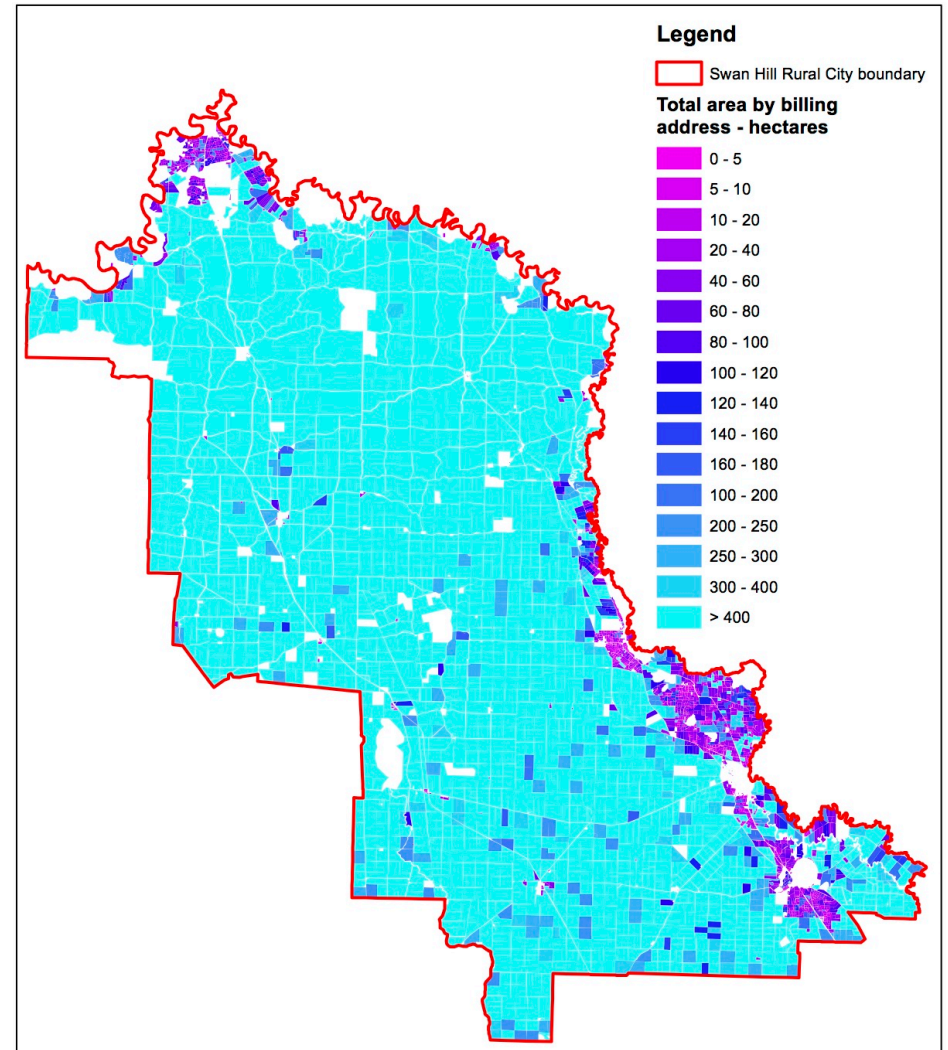 Legend
Swan Hill Rural City boundary
Total area by billing
address - hectares
0 - 5
5 - 10
10 - 20
20 - 40
40 - 60
60 - 80
80 - 100
100 - 120
120 - 140
140 - 160
160 - 180
100 - 200
200 - 250
250 - 300
300 - 400
> 400